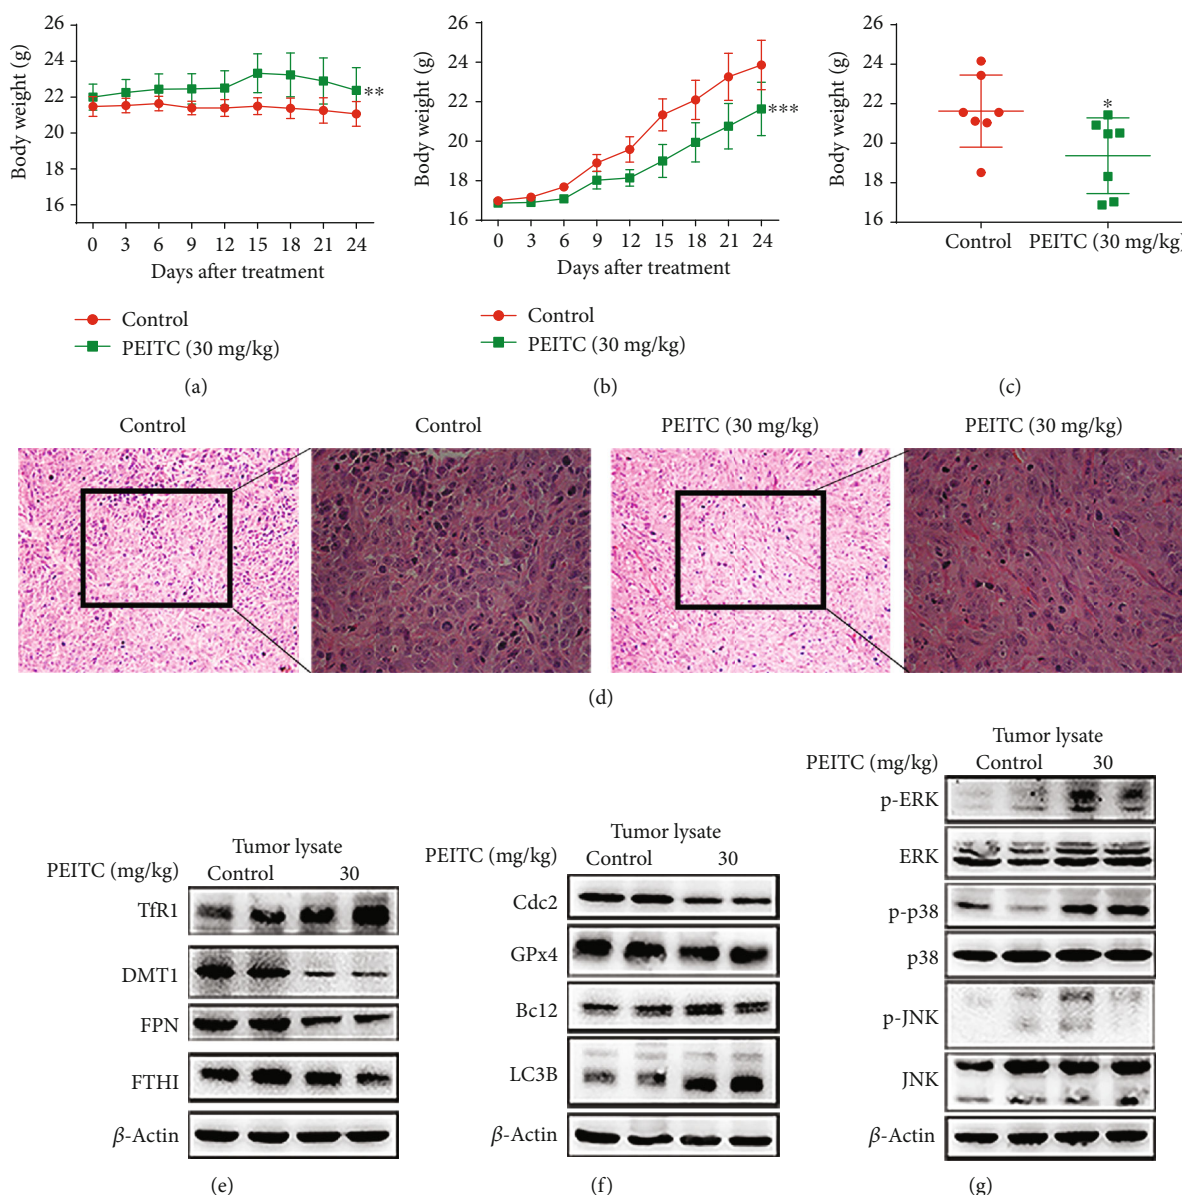 26
24
22
20
18
16
Body weight (g)
**
0 3 6 9 12 15 18 21 24
Days after treatment
Control
PEITC (30 mg/kg)
(a)
26
24
22
20
18
16
Body weight (g)
***
0 3 6 9 12 15 18 21 24
Days after treatment
Control
PEITC (30 mg/kg)
(b)
26
24
22
20
18
16
Body weight (g)
*
Control PEITC (30 mg/kg)
(c)
Control Control PEITC (30 mg/kg) PEITC (30 mg/kg)
(d)
Tumor lysate
PEITC (mg/kg) Control 30
TfR1
DMT1
FPN
FTHI
β-Actin
(e)
Tumor lysate
PEITC (mg/kg) Control 30
Cdc2
GPx4
Bc12
LC3B
β-Actin
(f)
Tumor lysate
PEITC (mg/kg) Control 30
p-ERK
ERK
p-p38
p38
p-JNK
JNK
β-Actin
(g)